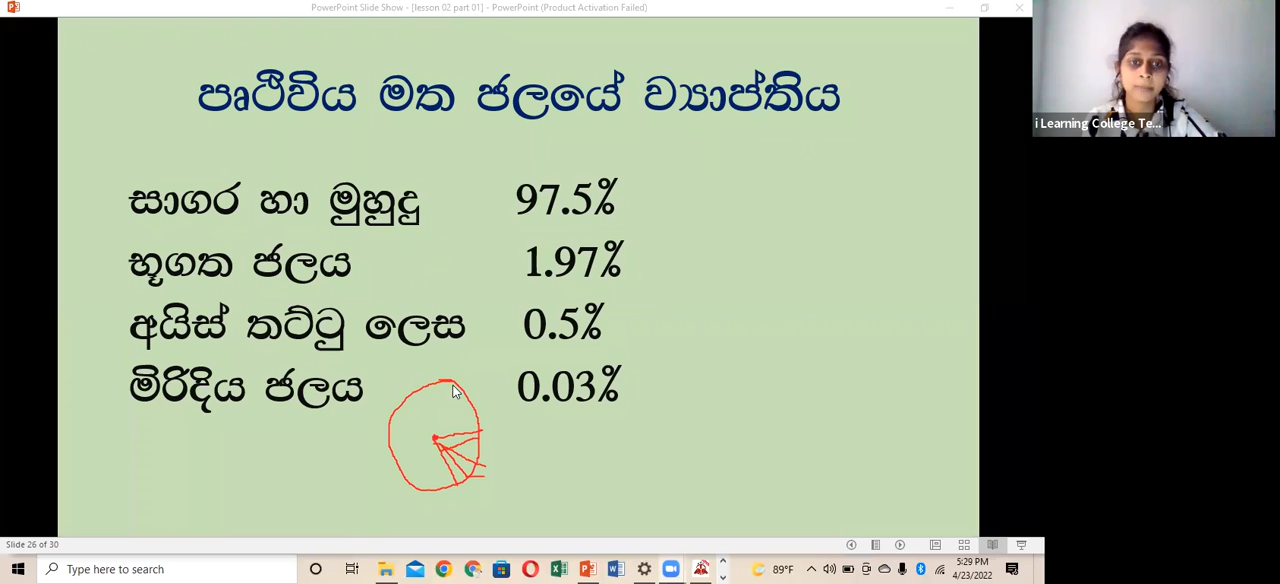 PowerPoint Slide Show - [lesson 02 part 01] - PowerPoint (Product Activation Failed)
i Learning College Te...
පෘථිවිය මත ජලයේ ව්‍යාප්තිය
සාගර හා මුහුදු 97.5%
භූගත ජලය 1.97%
අයිස් තට්ටු ලෙස 0.5%
මිරිදිය ජලය 0.03%
Slide 26 of 30
Type here to search
89°F
5:29 PM
4/23/2022